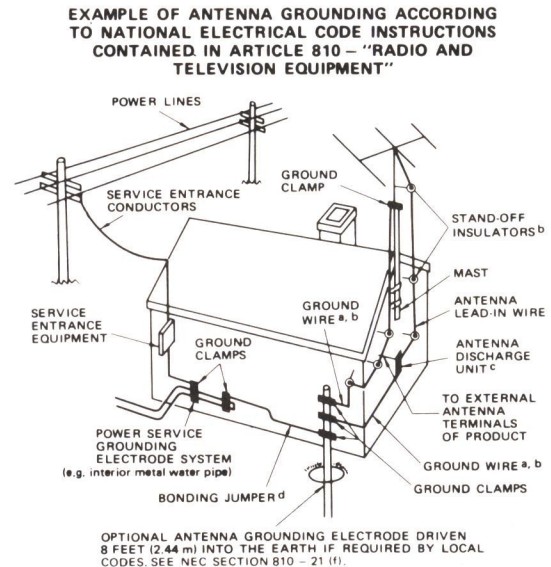 EXAMPLE OF ANTENNA GROUNDING ACCORDING
TO NATIONAL ELECTRICAL CODE INSTRUCTIONS
CONTAINED IN ARTICLE 810 – "RADIO AND
TELEVISION EQUIPMENT"
POWER LINES
GROUND
CLAMP
SERVICE ENTRANCE
CONDUCTORS
STAND-OFF
INSULATORS b
MAST
ANTENNA
LEAD-IN WIRE
GROUND
WIRE a, b
SERVICE
ENTRANCE
EQUIPMENT
GROUND
CLAMPS
ANTENNA
DISCHARGE
UNIT c
TO EXTERNAL
ANTENNA
TERMINALS
OF PRODUCT
POWER SERVICE
GROUNDING
ELECTRODE SYSTEM
(e.g. interior metal water pipe)
GROUND WIRE a, b
GROUND CLAMPS
BONDING JUMPER d
OPTIONAL ANTENNA GROUNDING ELECTRODE DRIVEN
8 FEET (2.44 m) INTO THE EARTH IF REQUIRED BY LOCAL
CODES. SEE NEC SECTION 810 – 21 (f).